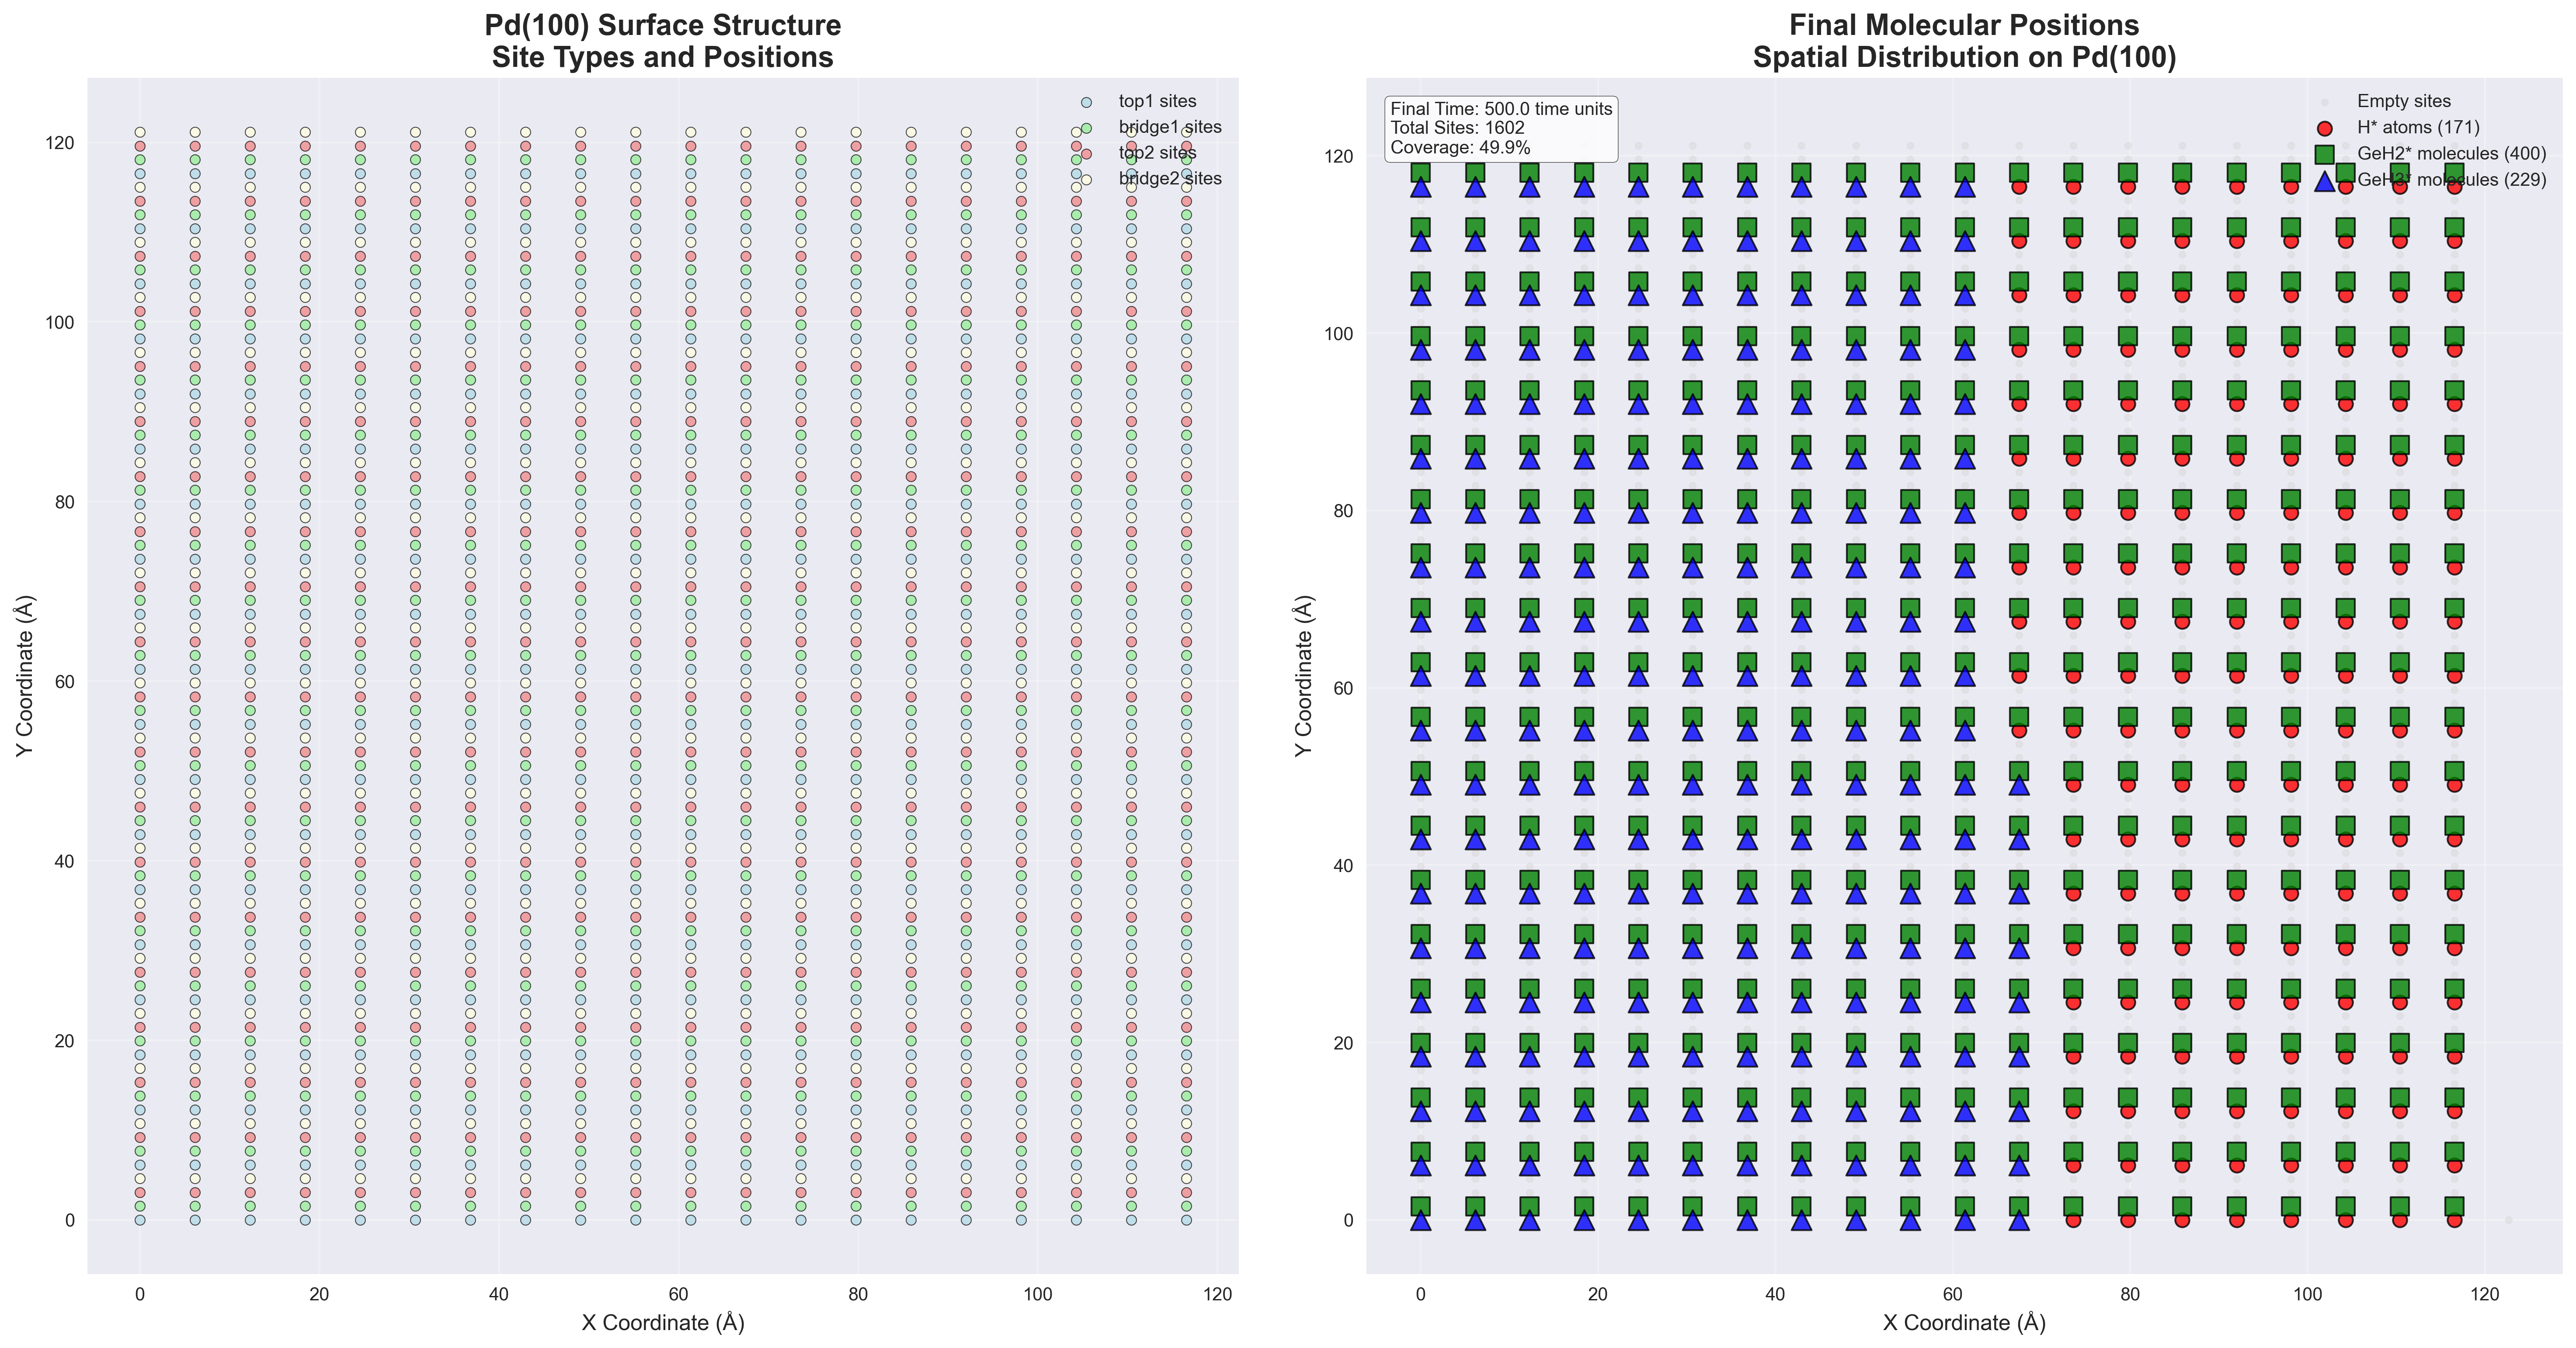 Pd(100) Surface Structure
Site Types and Positions
top1 sites
bridge1 sites
top2 sites
bridge2 sites
120
100
80
60
40
20
0
Y Coordinate (Å)
0 20 40 60 80 100 120
X Coordinate (Å)
Final Molecular Positions
Spatial Distribution on Pd(100)
Final Time: 500.0 time units
Total Sites: 1602
Coverage: 49.9%
Empty sites
H* atoms (171)
GeH2* molecules (400)
GeH3* molecules (229)
120
100
80
60
40
20
0
Y Coordinate (Å)
0 20 40 60 80 100 120
X Coordinate (Å)